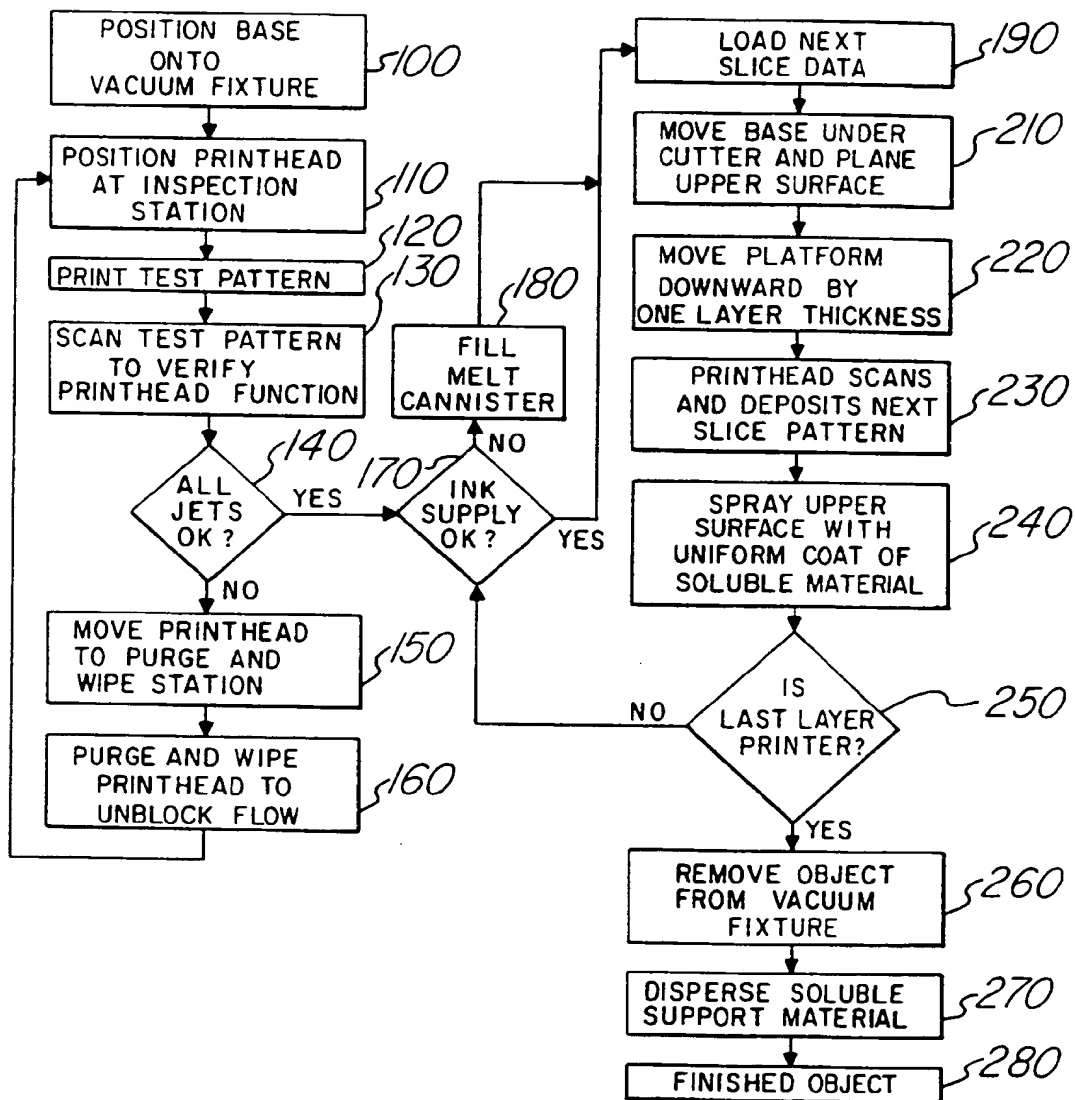 POSITION BASE
ONTO
VACUUM FIXTURE
100
POSITION PRINTHEAD
AT INSPECTION
STATION
110
120
PRINT TEST PATTERN
130
SCAN TEST PATTERN
TO VERIFY
PRINTHEAD FUNCTION
140
ALL
JETS
OK?
YES
NO
MOVE PRINTHEAD
TO PURGE AND
WIPE STATION
150
PURGE AND WIPE
PRINTHEAD TO
UNBLOCK FLOW
160
180
FILL
MELT
CANNISTER
NO
170
INK
SUPPLY
OK?
YES
LOAD NEXT
SLICE DATA
190
MOVE BASE UNDER
CUTTER AND PLANE
UPPER SURFACE
210
MOVE PLATFORM
DOWNWARD BY
ONE LAYER THICKNESS
220
PRINTHEAD SCANS
AND DEPOSITS NEXT
SLICE PATTERN
230
SPRAY UPPER
SURFACE WITH
UNIFORM COAT OF
SOLUBLE MATERIAL
240
IS
LAST LAYER
PRINTER?
250
NO
YES
REMOVE OBJECT
FROM VACUUM
FIXTURE
260
DISPERSE SOLUBLE
SUPPORT MATERIAL
270
FINISHED OBJECT
280